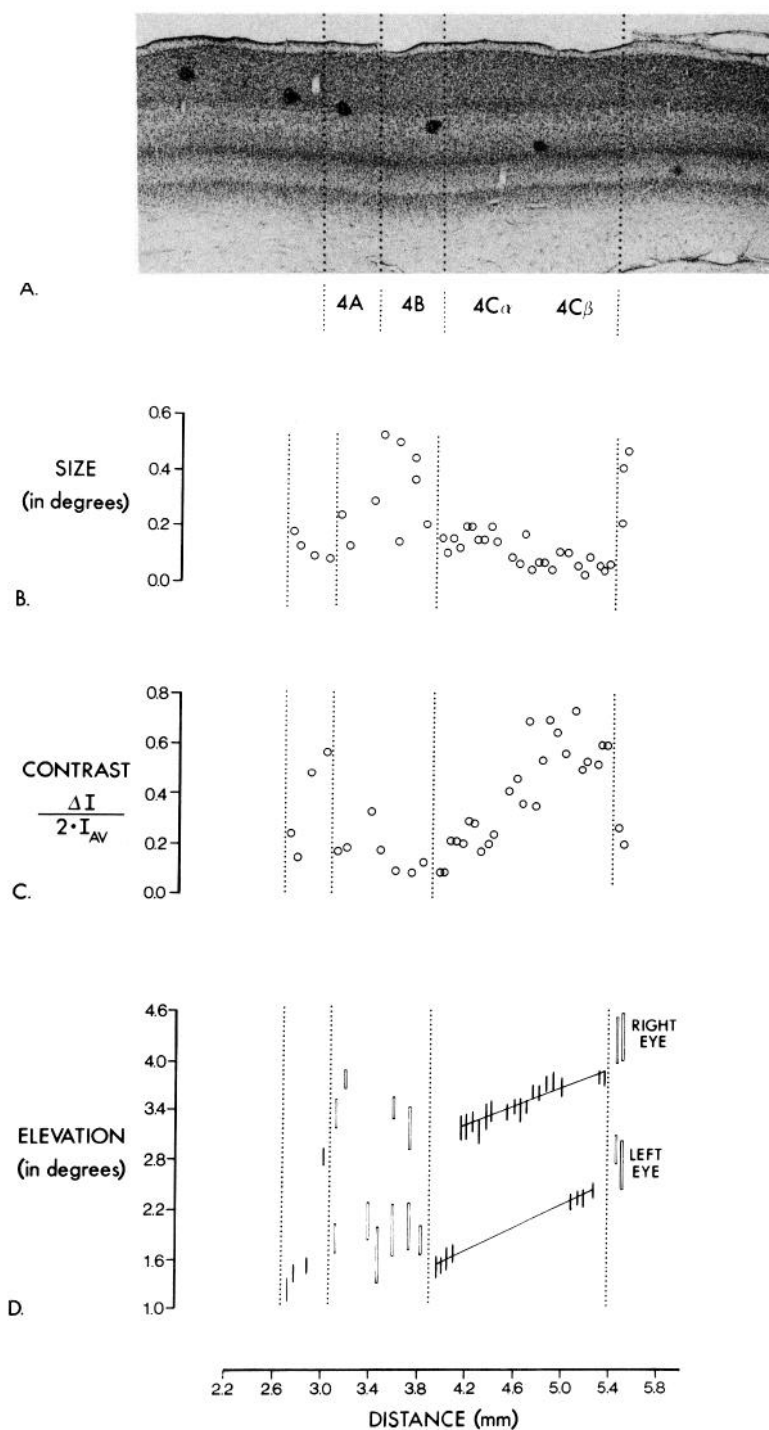 A.
4A 4B 4Cα 4Cβ
0.6
SIZE
0.4
(in degrees)
0.2
0.0
B.
0.8
0.6
CONTRAST
ΔI
0.4
2·I_AV
0.2
0.0
C.
4.6
RIGHT
EYE
4.0
3.4
ELEVATION
(in degrees)
2.8
LEFT
EYE
2.2
1.6
1.0
D.
2.2 2.6 3.0 3.4 3.8 4.2 4.6 5.0 5.4 5.8
DISTANCE (mm)